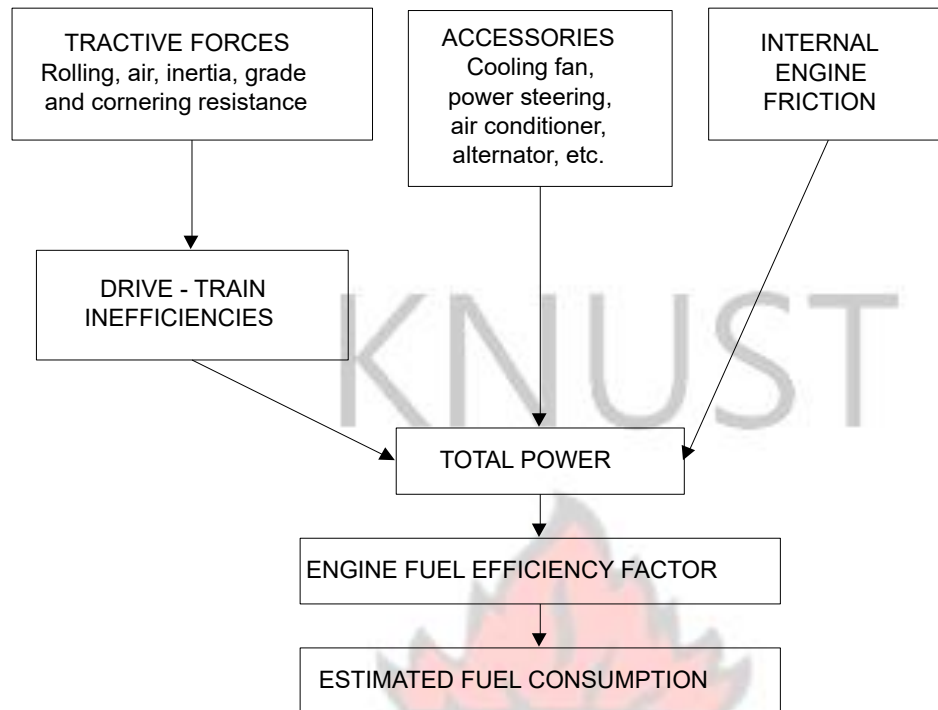 TRACTIVE FORCES
Rolling, air, inertia, grade
and cornering resistance
ACCESSORIES
Cooling fan,
power steering,
air conditioner,
alternator, etc.
INTERNAL
ENGINE
FRICTION
DRIVE - TRAIN
INEFFICIENCIES
KNUST
TOTAL POWER
ENGINE FUEL EFFICIENCY FACTOR
ESTIMATED FUEL CONSUMPTION